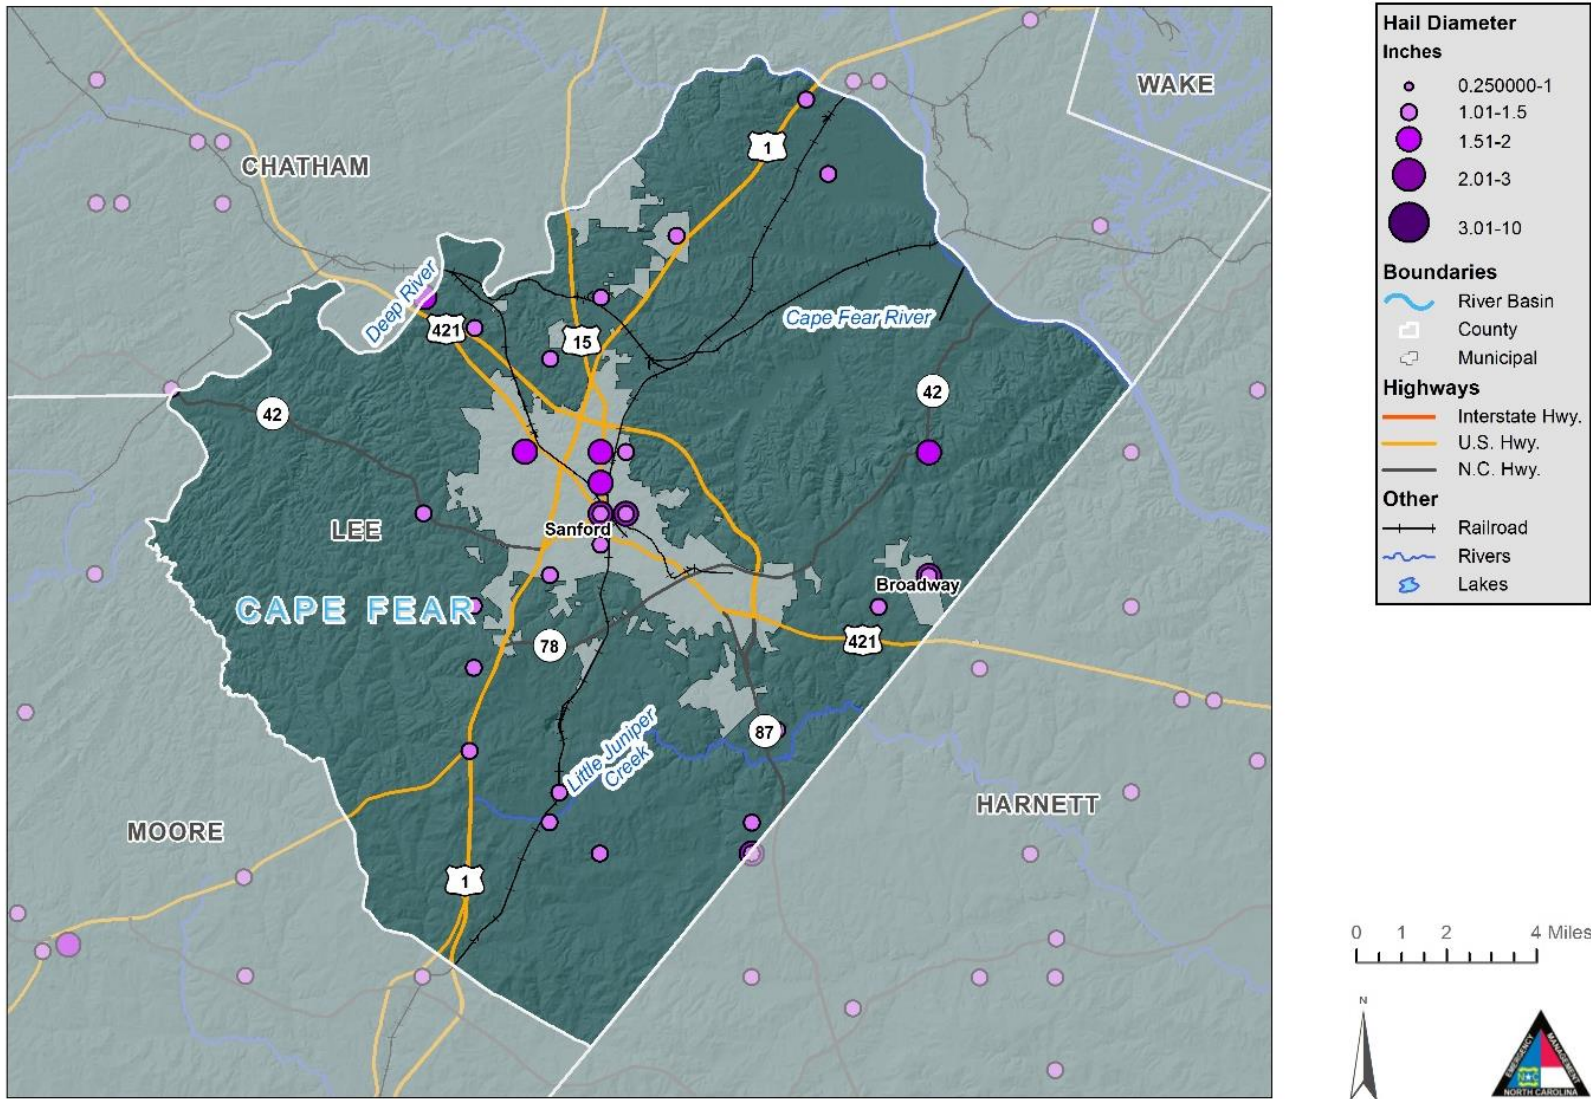 WAKE
CHATHAM
1
Deep River
421
15
Cape Fear River
42
42
LEE
Sanford
Broadway
CAPE FEAR
78
421
Little Juniper
Creek
87
MOORE
HARNETT
1
Hail Diameter
Inches
0.250000-1
1.01-1.5
1.51-2
2.01-3
3.01-10
Boundaries
River Basin
County
Municipal
Highways
Interstate Hwy.
U.S. Hwy.
N.C. Hwy.
Other
Railroad
Rivers
Lakes
0 1 2 4 Miles
N
EMERGENCY
MANAGEMENT
N★C
NORTH CAROLINA